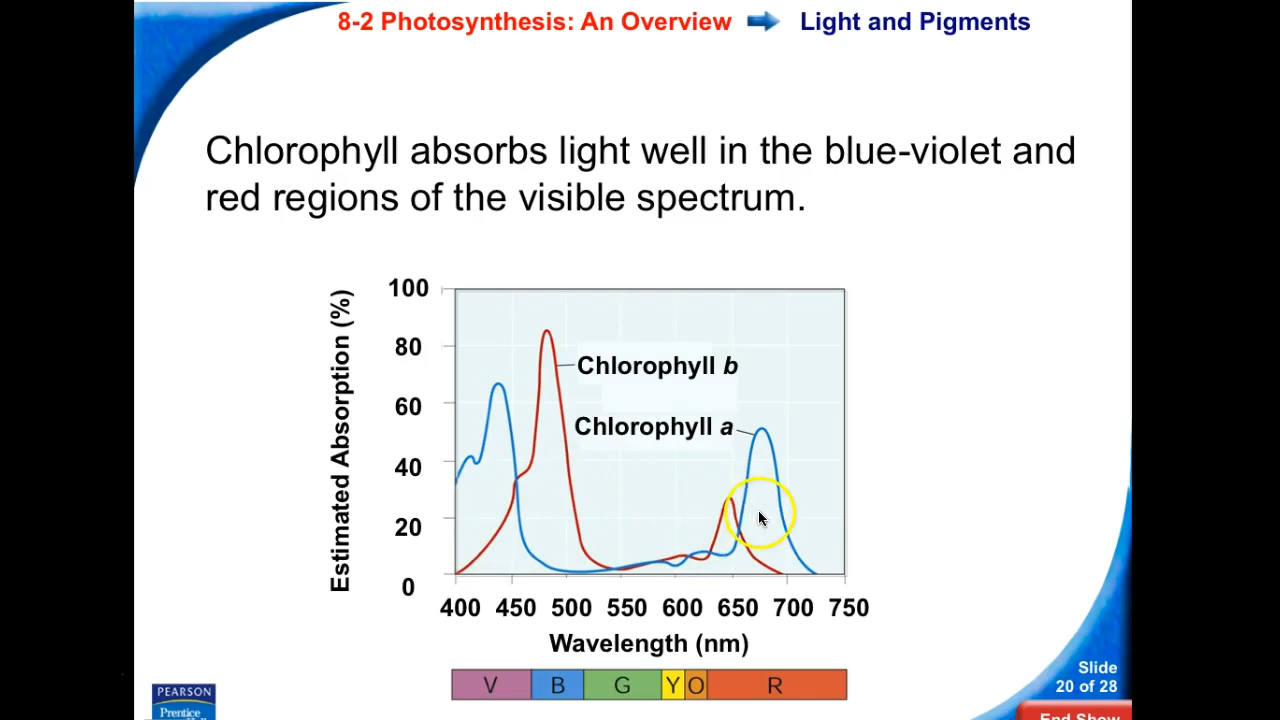 8-2 Photosynthesis: An Overview Light and Pigments
Chlorophyll absorbs light well in the blue-violet and
red regions of the visible spectrum.
Estimated Absorption (%)
100
80
60
40
20
0
Chlorophyll b
Chlorophyll a
400 450 500 550 600 650 700 750
Wavelength (nm)
V B G Y O R
Slide
20 of 28
End Show
PEARSON
Prentice